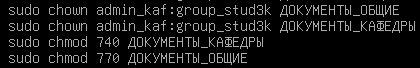 sudo chown admin_kaf:group_stud3k ДОКУМЕНТЫ_ОБЩИЕ
sudo chown admin_kaf:group_stud3k ДОКУМЕНТЫ_КАФЕДРЫ
sudo chmod 740 ДОКУМЕНТЫ_КАФЕДРЫ
sudo chmod 770 ДОКУМЕНТЫ_ОБЩИЕ